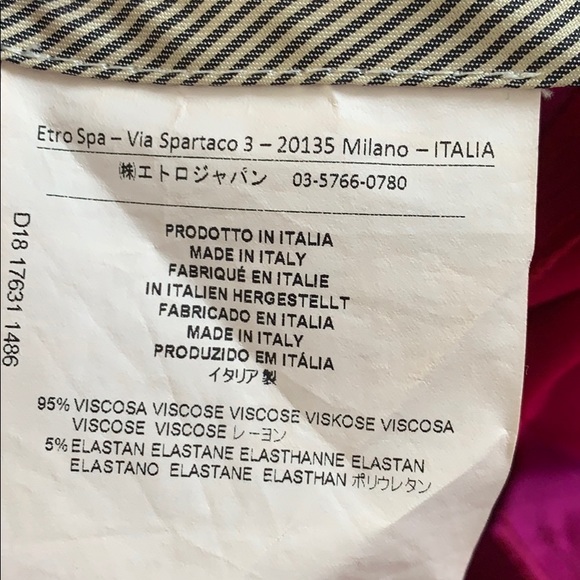 Etro Spa – Via Spartaco 3 – 20135 Milano – ITALIA
㈱エトロジャパン 03-5766-0780
PRODOTTO IN ITALIA
MADE IN ITALY
FABRIQUÉ EN ITALIE
IN ITALIEN HERGESTELLT
FABRICADO EN ITALIA
MADE IN ITALY
PRODUZIDO EM ITÁLIA
イタリア製
95% VISCOSA VISCOSE VISCOSE VISKOSE VISCOSA
VISCOSE VISCOSE レーヨン
5% ELASTAN ELASTANE ELASTHANNE ELASTAN
ELASTANO ELASTANE ELASTHAN ポリウレタン
D18 17631 1486